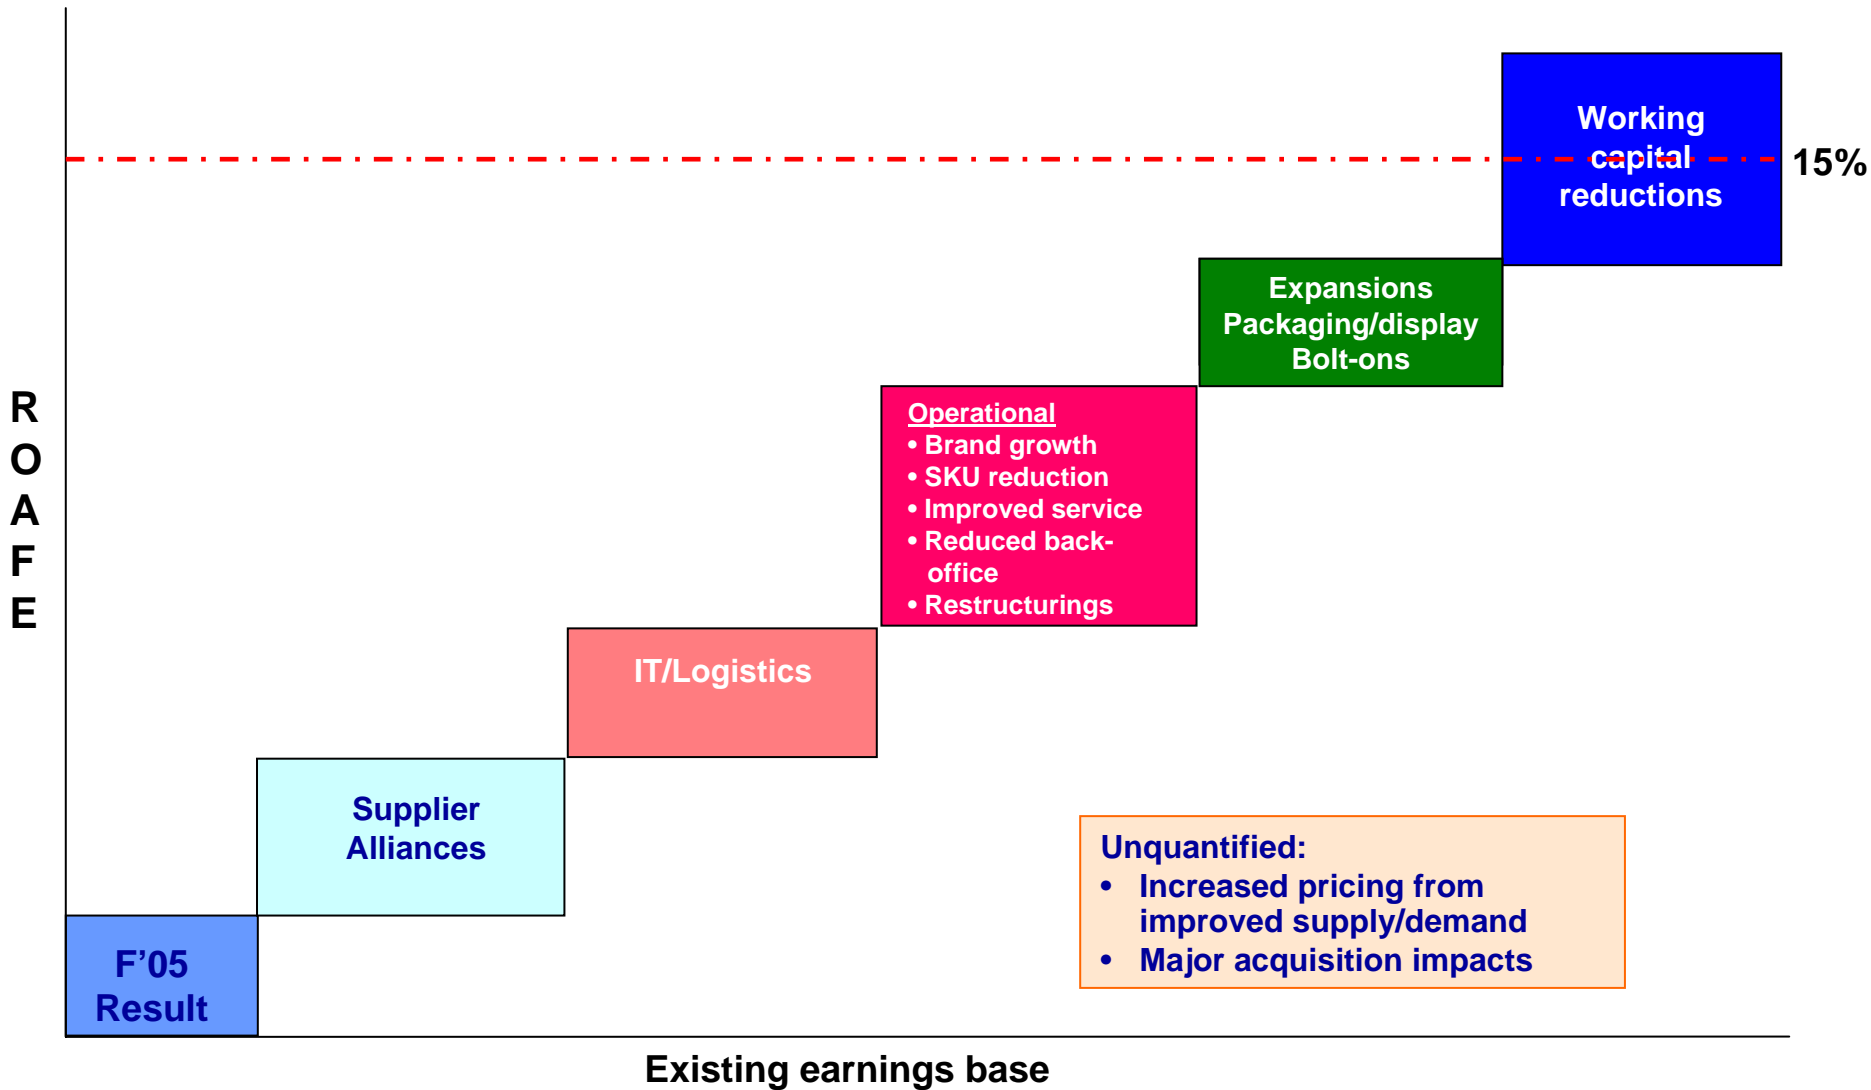 Working
capital
reductions
15%
Expansions
Packaging/display
Bolt-ons
R
O
A
F
E
Operational
• Brand growth
• SKU reduction
• Improved service
• Reduced back-
office
• Restructurings
IT/Logistics
Supplier
Alliances
Unquantified:
• Increased pricing from
improved supply/demand
• Major acquisition impacts
F’05
Result
Existing earnings base